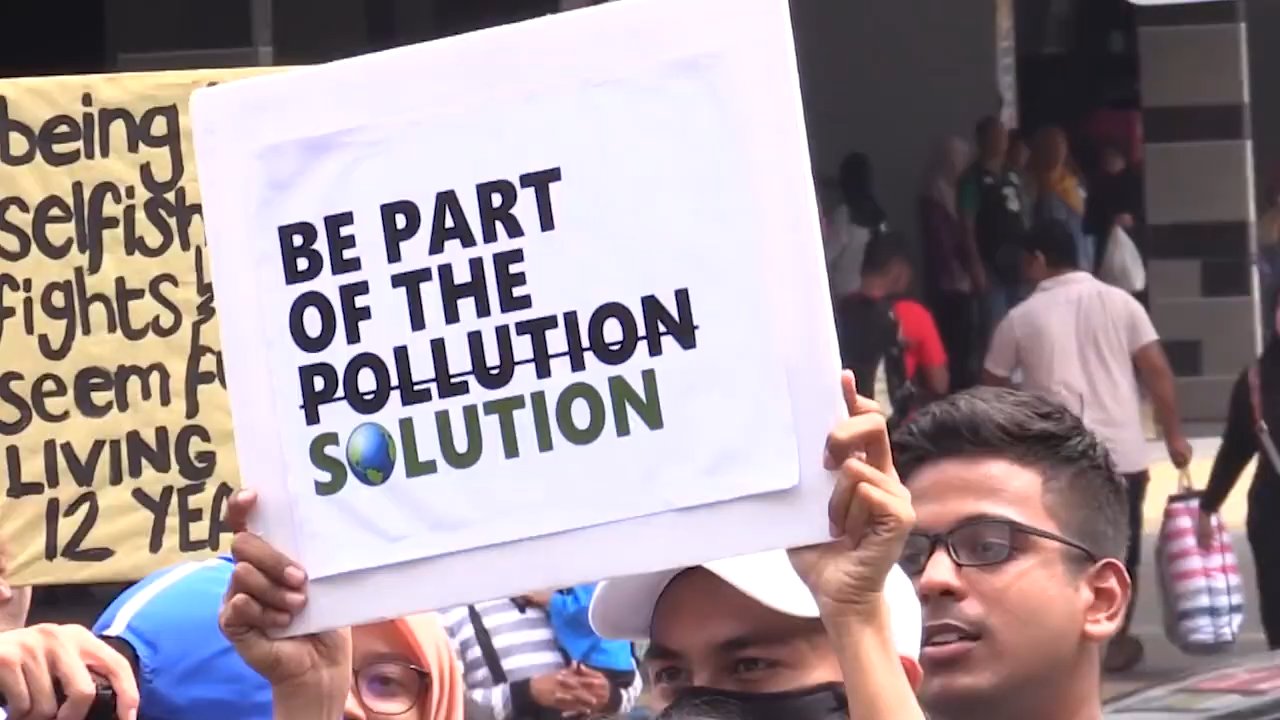 being
selfish
fights
seem
LIVING
12
BE PART
OF THE
POLLUTION
SOLUTION